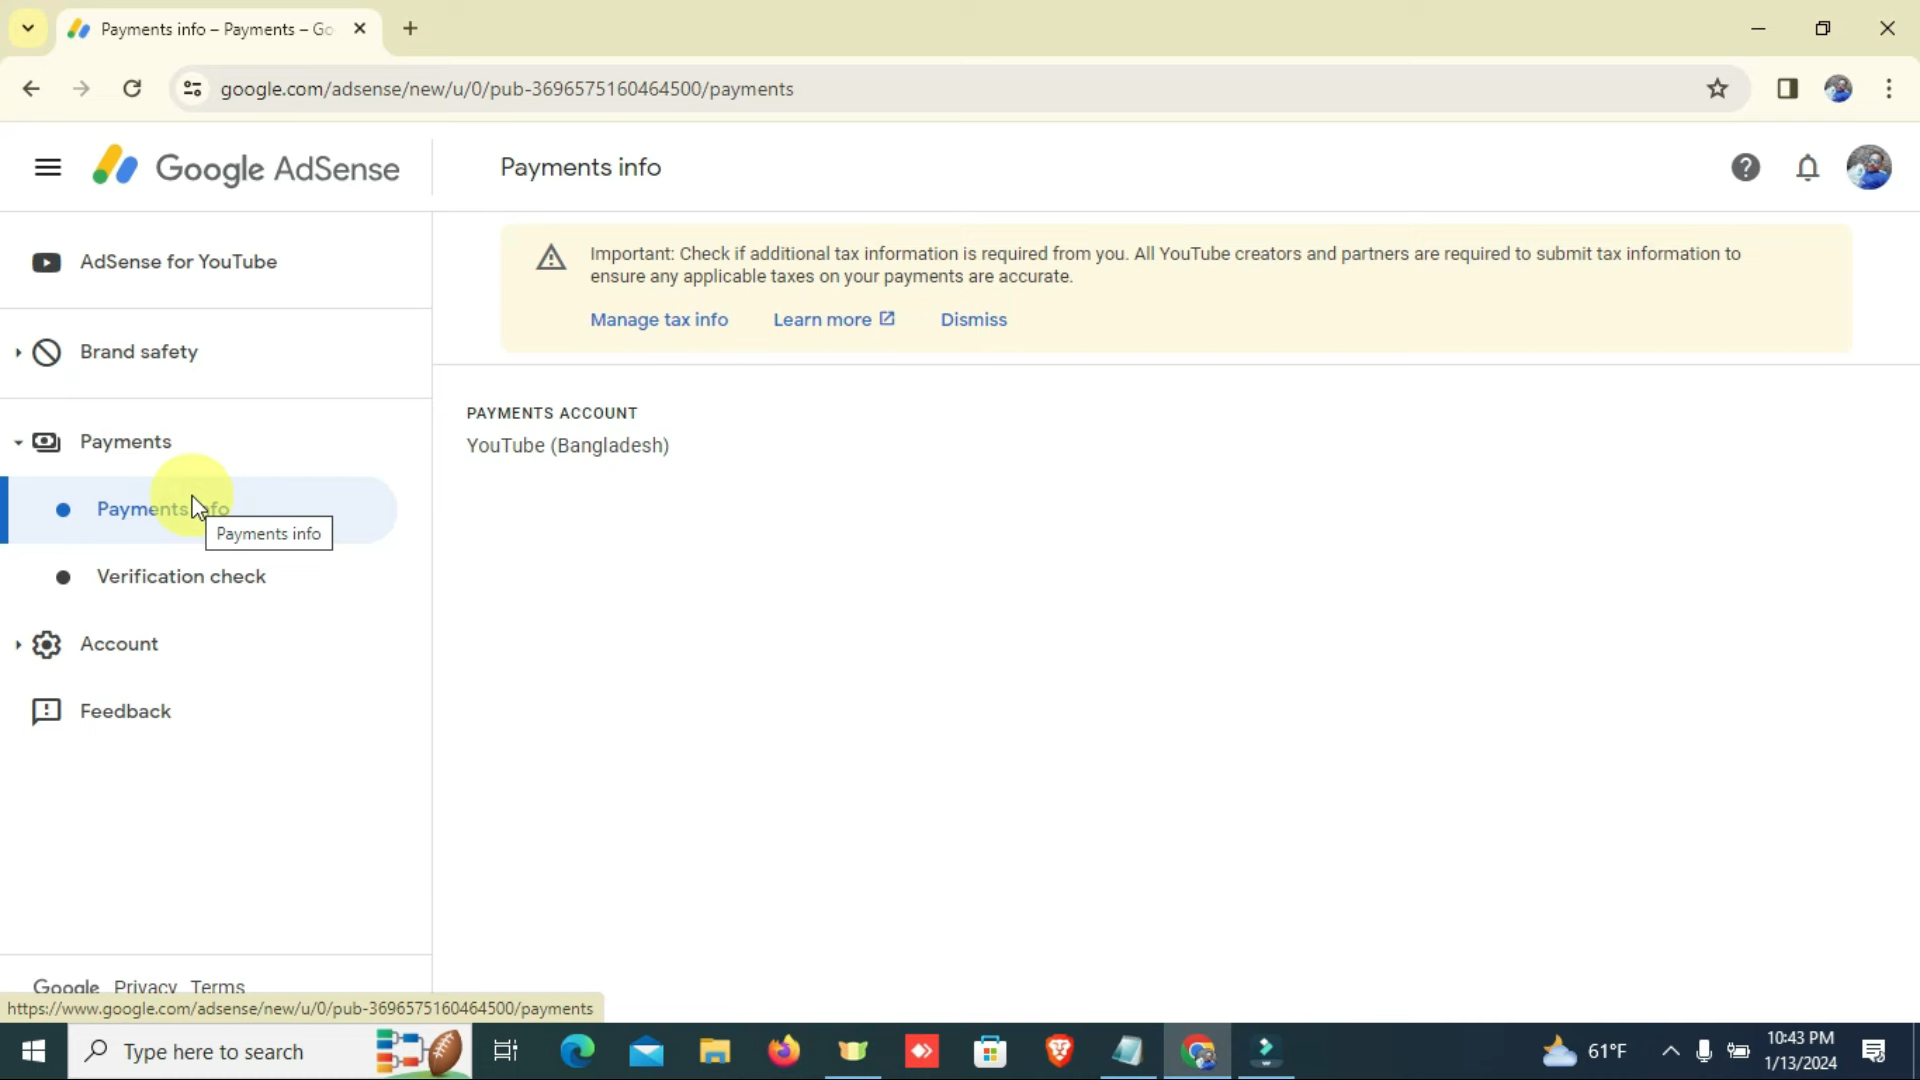 Payments info – Payments – Go
google.com/adsense/new/u/0/pub-3696575160464500/payments
Google AdSense
Payments info
AdSense for YouTube
Brand safety
Payments
Payments info
Payments info
Verification check
Account
Feedback
Google Privacy Terms
https://www.google.com/adsense/new/u/0/pub-3696575160464500/payments
Important: Check if additional tax information is required from you. All YouTube creators and partners are required to submit tax information to
ensure any applicable taxes on your payments are accurate.
Manage tax info Learn more Dismiss
PAYMENTS ACCOUNT
YouTube (Bangladesh)
Type here to search
61°F
10:43 PM
1/13/2024